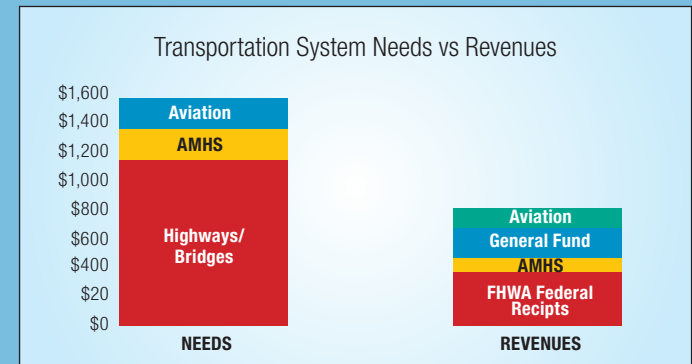 Transportation System Needs vs Revenues
$1,600
$1,400
$1,200
$1,000
$800
$600
$400
$20
$0
Aviation
AMHS
Highways/
Bridges
NEEDS
Aviation
General Fund
AMHS
FHWA Federal
Recipts
REVENUES